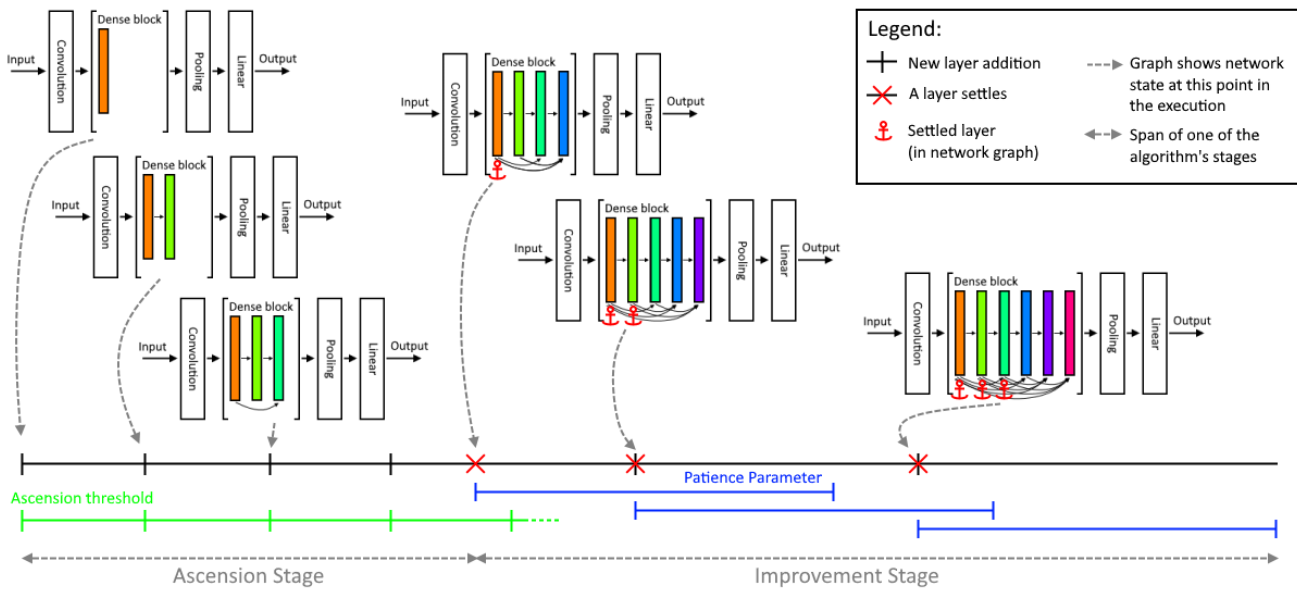 Input
Convolution
Dense block
Pooling
Linear
Output
Input
Convolution
Dense block
Pooling
Linear
Output
Input
Convolution
Dense block
Pooling
Linear
Output
Input
Convolution
Dense block
Pooling
Linear
Output
Input
Convolution
Dense block
Pooling
Linear
Output
Input
Convolution
Dense block
Pooling
Linear
Output
Legend:
New layer addition
A layer settles
Settled layer
(in network graph)
Graph shows network
state at this point in
the execution
Span of one of the
algorithm's stages
Patience Parameter
Ascension threshold
Ascension Stage
Improvement Stage